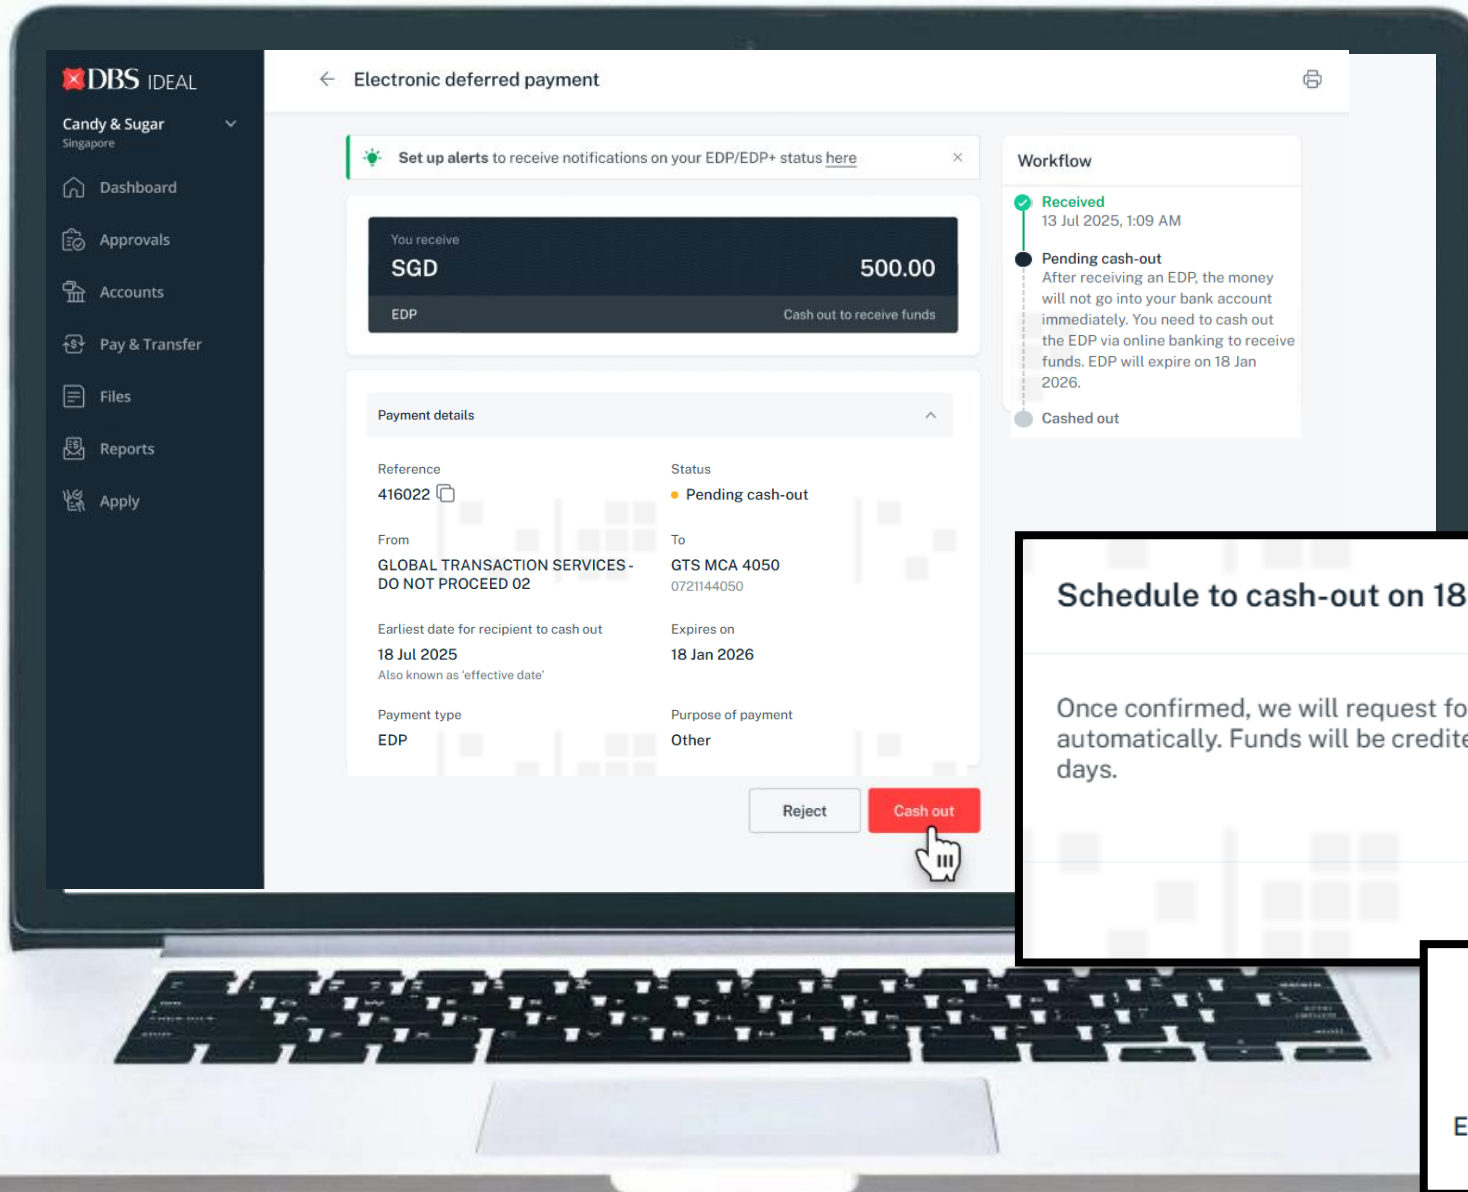 DBS IDEAL
Candy & Sugar
Singapore
Dashboard
Approvals
Accounts
Pay & Transfer
Files
Reports
Apply
Electronic deferred payment
Set up alerts to receive notifications on your EDP/EDP+ status here
You receive
SGD 500.00
EDP Cash out to receive funds
Payment details
Reference
416022
Status
Pending cash-out
From
GLOBAL TRANSACTION SERVICES -
DO NOT PROCEED 02
To
GTS MCA 4050
0721144050
Earliest date for recipient to cash out
18 Jul 2025
Also known as 'effective date'
Expires on
18 Jan 2026
Payment type
EDP
Purpose of payment
Other
Reject
Cash out
Workflow
Received
13 Jul 2025, 1:09 AM
Pending cash-out
After receiving an EDP, the money
will not go into your bank account
immediately. You need to cash out
the EDP via online banking to receive
funds. EDP will expire on 18 Jan
2026.
Cashed out
Schedule to cash-out on 18
Once confirmed, we will request fo
automatically. Funds will be credite
days.
E